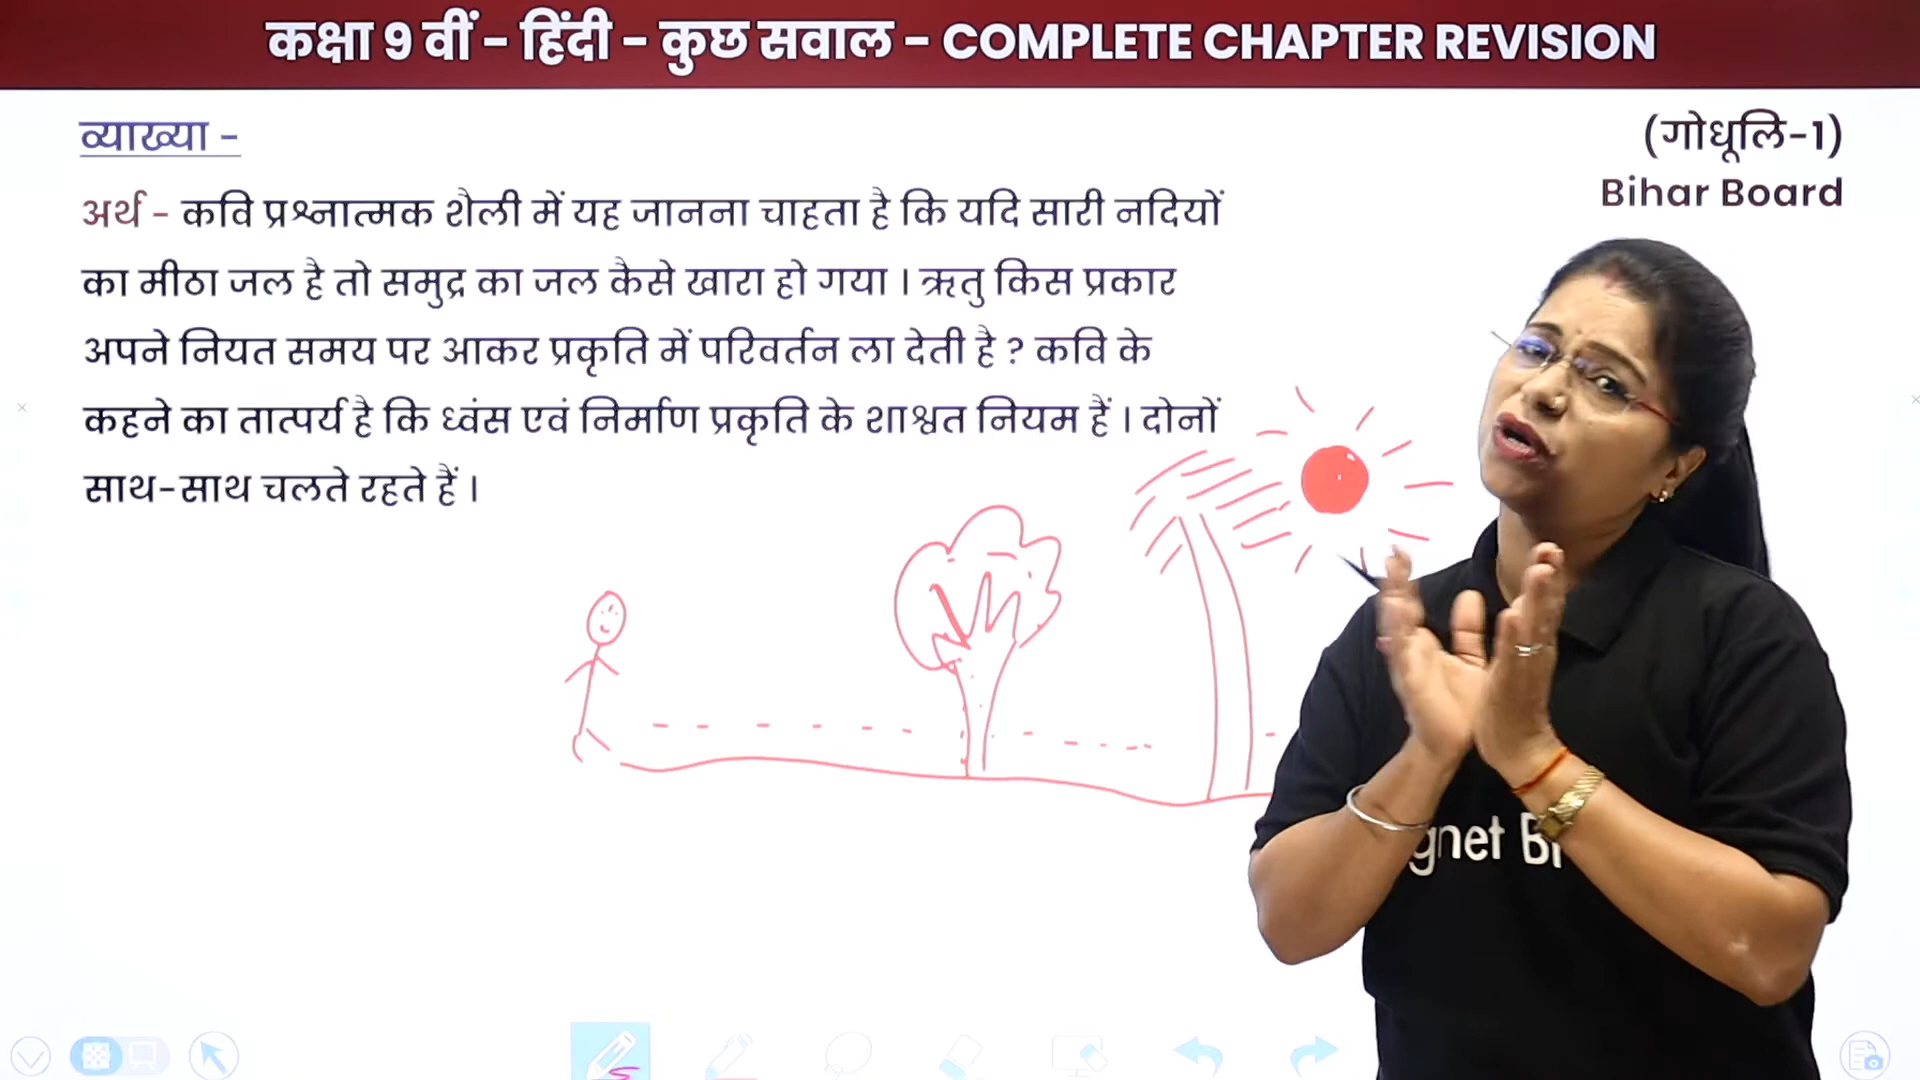 कक्षा 9 वीं - हिंदी - कुछ सवाल - COMPLETE CHAPTER REVISION
व्याख्या -
(गोधूलि-1)
Bihar Board
अर्थ - कवि प्रश्नात्मक शैली में यह जानना चाहता है कि यदि सारी नदियों
का मीठा जल है तो समुद्र का जल कैसे खारा हो गया । ऋतु किस प्रकार
अपने नियत समय पर आकर प्रकृति में परिवर्तन ला देती है ? कवि के
कहने का तात्पर्य है कि ध्वंस एवं निर्माण प्रकृति के शाश्वत नियम हैं । दोनों
साथ-साथ चलते रहते हैं ।
gnet Br